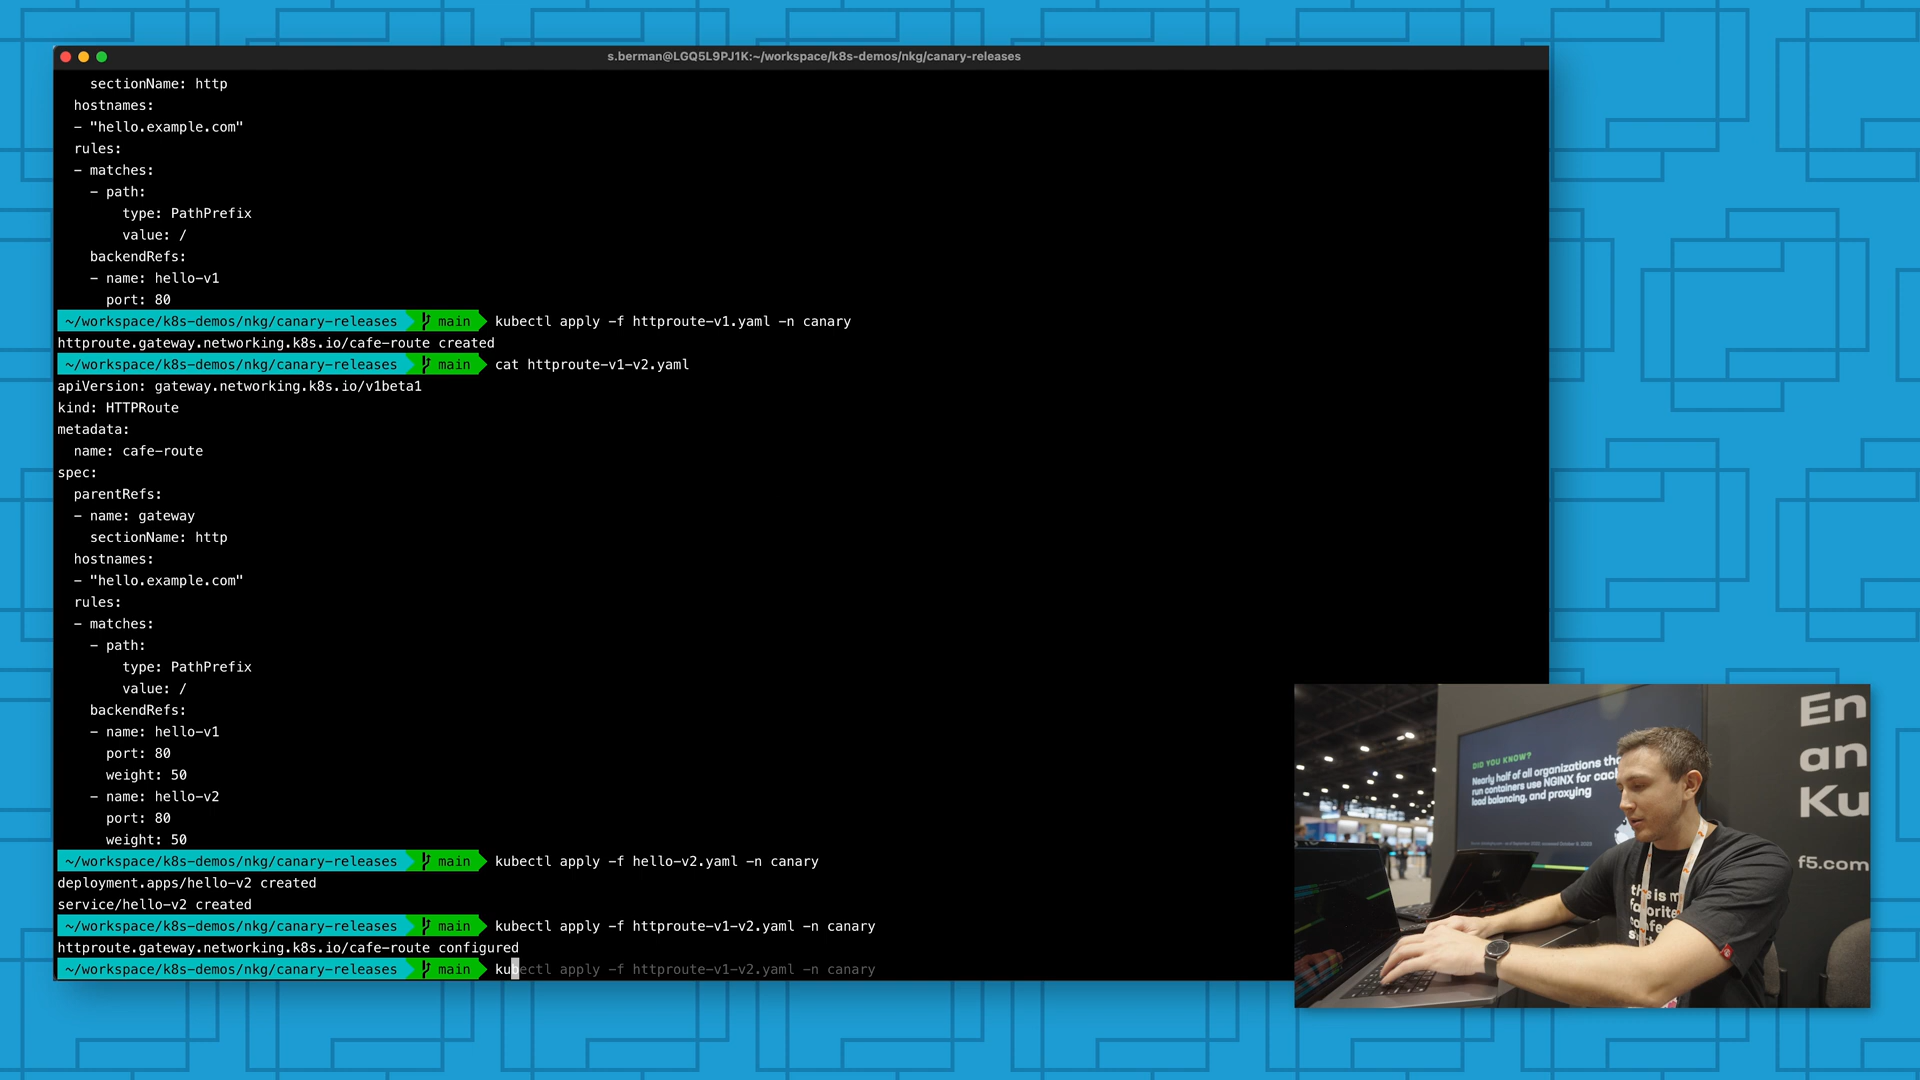 s.berman@LGQ5L9PJ1K:~/workspace/k8s-demos/nkg/canary-releases
    sectionName: http
  hostnames:
  - "hello.example.com"
  rules:
  - matches:
    - path:
        type: PathPrefix
        value: /
    backendRefs:
    - name: hello-v1
      port: 80
~/workspace/k8s-demos/nkg/canary-releases main kubectl apply -f httproute-v1.yaml -n canary
httproute.gateway.networking.k8s.io/cafe-route created
~/workspace/k8s-demos/nkg/canary-releases main cat httproute-v1-v2.yaml
apiVersion: gateway.networking.k8s.io/v1beta1
kind: HTTPRoute
metadata:
  name: cafe-route
spec:
  parentRefs:
  - name: gateway
    sectionName: http
  hostnames:
  - "hello.example.com"
  rules:
  - matches:
    - path:
        type: PathPrefix
        value: /
    backendRefs:
    - name: hello-v1
      port: 80
      weight: 50
    - name: hello-v2
      port: 80
      weight: 50
~/workspace/k8s-demos/nkg/canary-releases main kubectl apply -f hello-v2.yaml -n canary
deployment.apps/hello-v2 created
service/hello-v2 created
~/workspace/k8s-demos/nkg/canary-releases main kubectl apply -f httproute-v1-v2.yaml -n canary
httproute.gateway.networking.k8s.io/cafe-route configured
~/workspace/k8s-demos/nkg/canary-releases main kubectl apply -f httproute-v1-v2.yaml -n canary
DID YOU KNOW?
Nearly half of all organizations tha
run containers use NGINX for cach
load balancing, and proxying
En
an
Ku
f5.com
this is m
favorite
confe